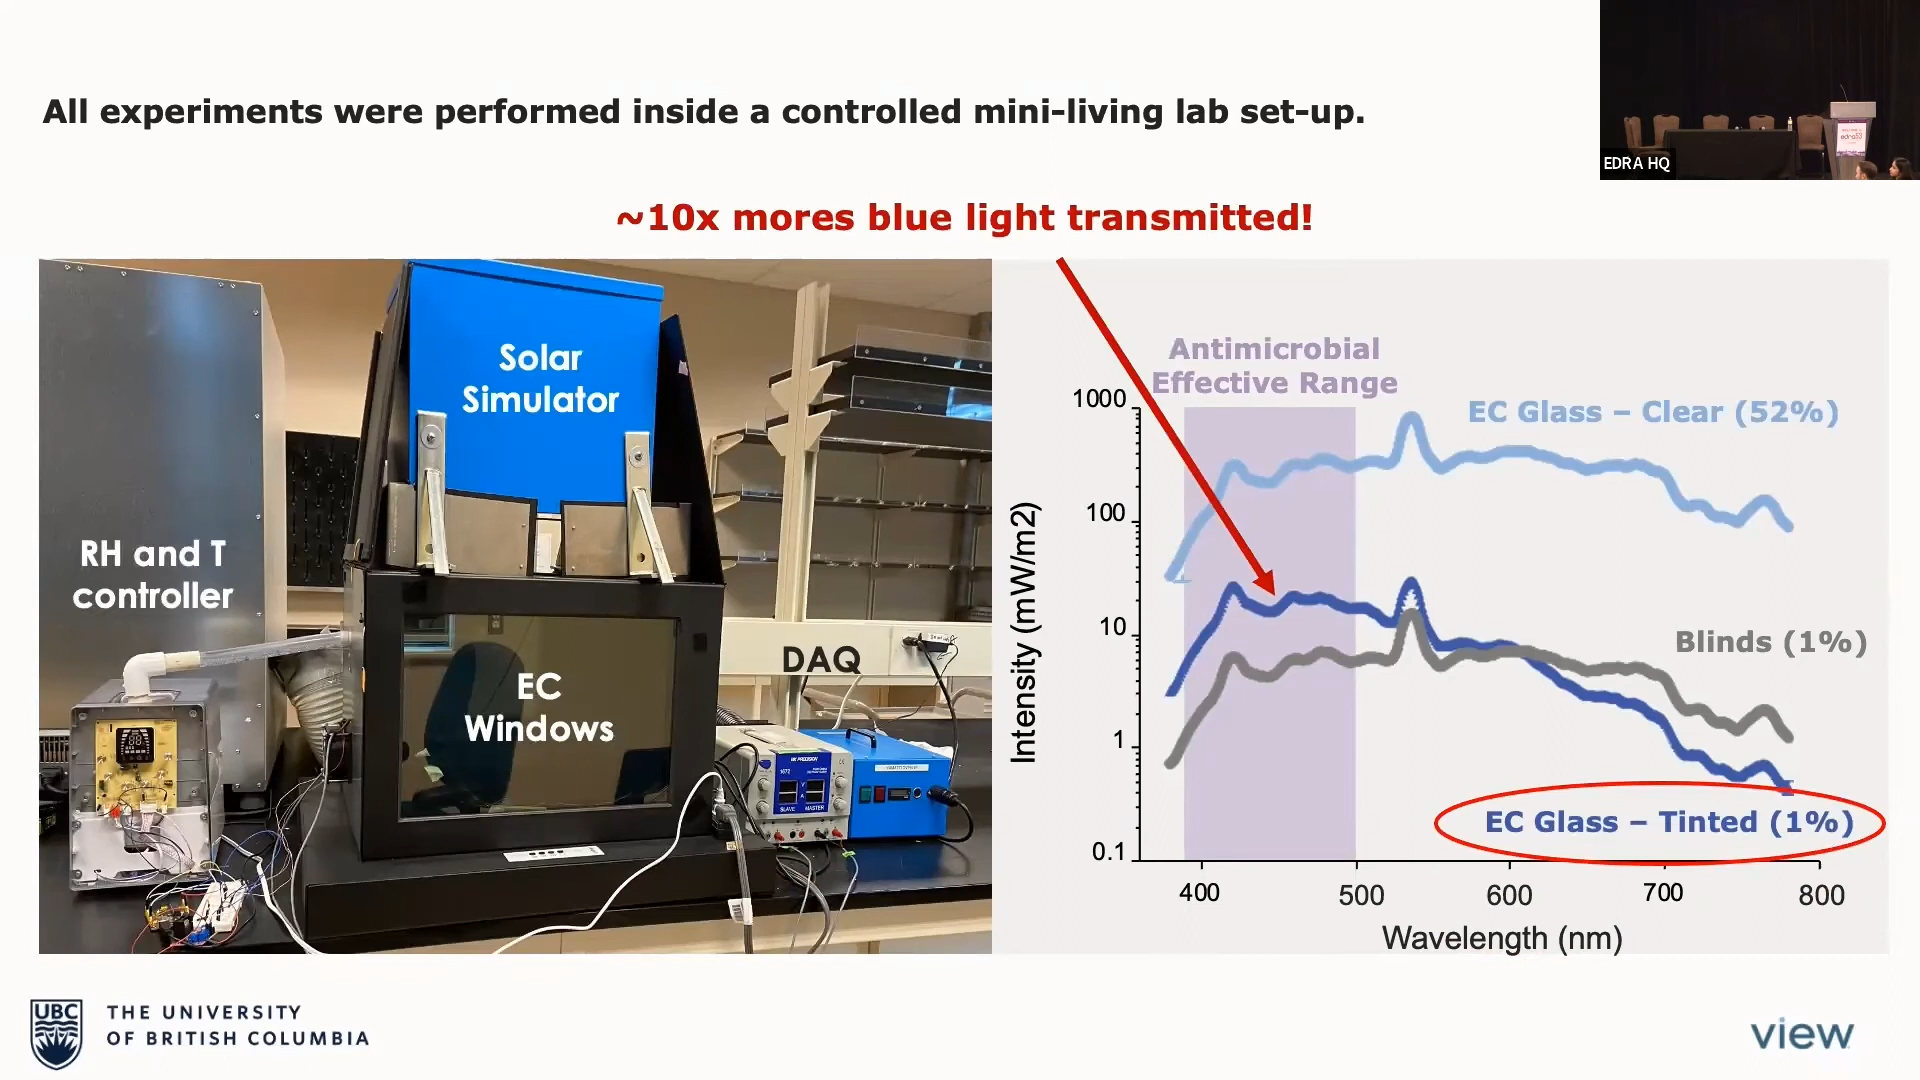 All experiments were performed inside a controlled mini-living lab set-up.
EDRA HQ
~10x mores blue light transmitted!
Solar
Simulator
RH and T
controller
EC
Windows
DAQ
SLAVE MASTER
Antimicrobial
Effective Range
EC Glass – Clear (52%)
Blinds (1%)
EC Glass – Tinted (1%)
Intensity (mW/m2)
1000
100
10
1
0.1
400 500 600 700 800
Wavelength (nm)
UBC
THE UNIVERSITY
OF BRITISH COLUMBIA
view